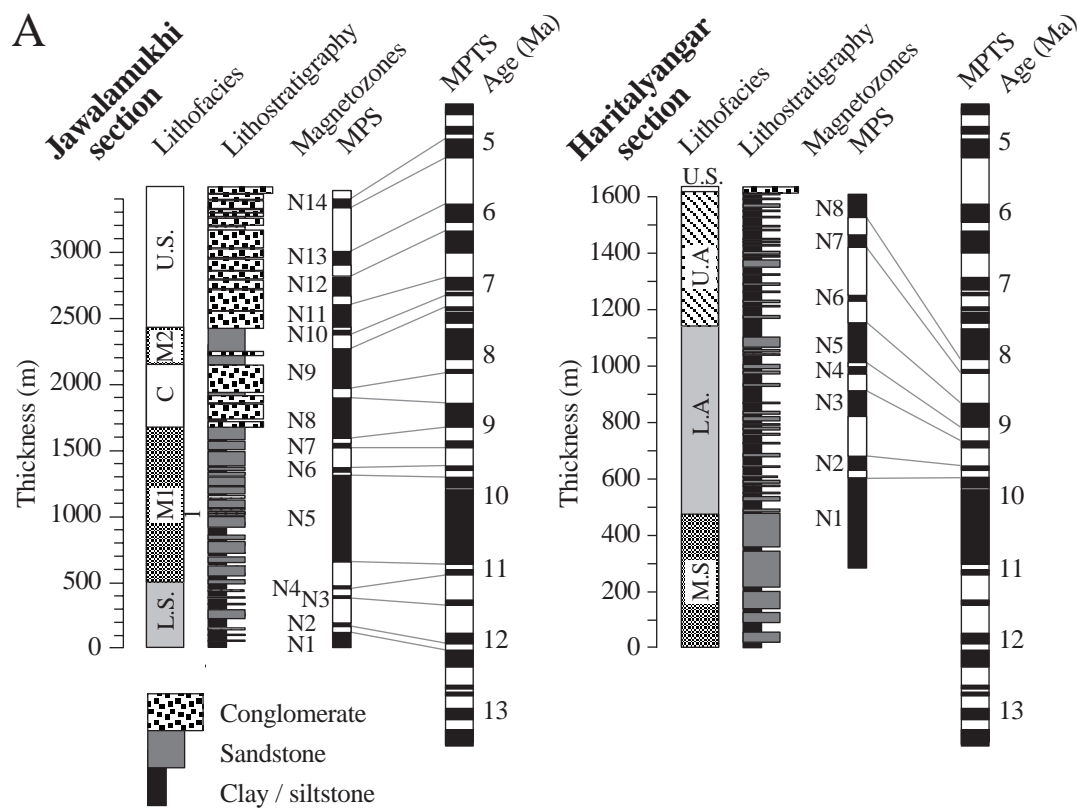 A
Jawalamukhi
section
Lithofacies
Lithostratigraphy
Magnetozones
MPS
MPTS
Age (Ma)
Thickness (m)
3000
2500
2000
1500
1000
500
0
U.S.
M2
C
M1
L.S.
1
N14
N13
N12
N11
N10
N9
N8
N7
N6
N5
N4
N3
N2
N1
5
6
7
8
9
10
11
12
13
Conglomerate
Sandstone
Clay / siltstone
Haritalyangar
section
Lithofacies
Lithostratigraphy
Magnetozones
MPS
MPTS
Age (Ma)
Thickness (m)
1600
1400
1200
1000
800
600
400
200
0
U.S.
U.A
L.A.
M.S
N8
N7
N6
N5
N4
N3
N2
N1
5
6
7
8
9
10
11
12
13